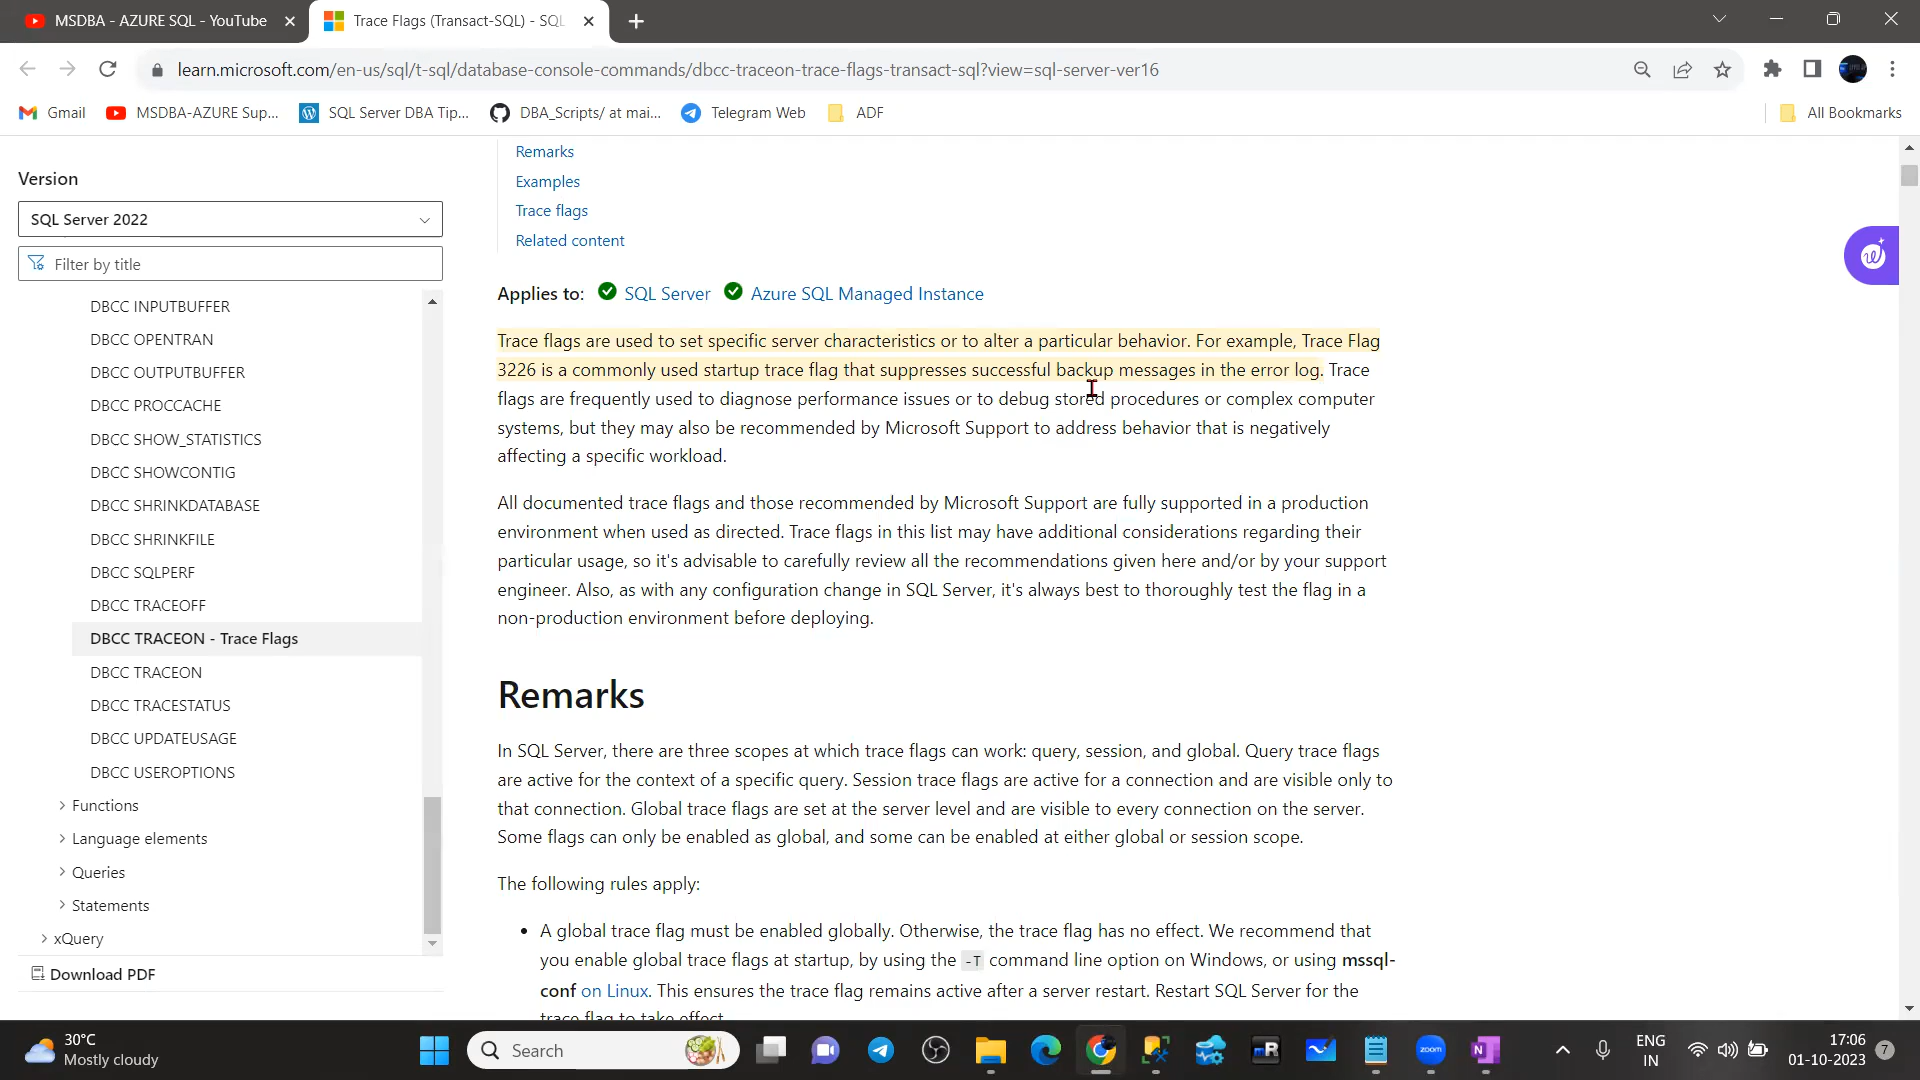 MSDBA - AZURE SQL - YouTube
Trace Flags (Transact-SQL) - SQL
learn.microsoft.com/en-us/sql/t-sql/database-console-commands/dbcc-traceon-trace-flags-transact-sql?view=sql-server-ver16
Gmail
MSDBA-AZURE Sup...
SQL Server DBA Tip...
DBA_Scripts/ at mai...
Telegram Web
ADF
All Bookmarks
Version
SQL Server 2022
Filter by title
DBCC INPUTBUFFER
DBCC OPENTRAN
DBCC OUTPUTBUFFER
DBCC PROCCACHE
DBCC SHOW_STATISTICS
DBCC SHOWCONTIG
DBCC SHRINKDATABASE
DBCC SHRINKFILE
DBCC SQLPERF
DBCC TRACEOFF
DBCC TRACEON - Trace Flags
DBCC TRACEON
DBCC TRACESTATUS
DBCC UPDATEUSAGE
DBCC USEROPTIONS
Functions
Language elements
Queries
Statements
xQuery
Download PDF
Remarks
Examples
Trace flags
Related content
Applies to: SQL Server Azure SQL Managed Instance
Trace flags are used to set specific server characteristics or to alter a particular behavior. For example, Trace Flag
3226 is a commonly used startup trace flag that suppresses successful backup messages in the error log. Trace
flags are frequently used to diagnose performance issues or to debug stored procedures or complex computer
systems, but they may also be recommended by Microsoft Support to address behavior that is negatively
affecting a specific workload.
All documented trace flags and those recommended by Microsoft Support are fully supported in a production
environment when used as directed. Trace flags in this list may have additional considerations regarding their
particular usage, so it's advisable to carefully review all the recommendations given here and/or by your support
engineer. Also, as with any configuration change in SQL Server, it's always best to thoroughly test the flag in a
non-production environment before deploying.
Remarks
In SQL Server, there are three scopes at which trace flags can work: query, session, and global. Query trace flags
are active for the context of a specific query. Session trace flags are active for a connection and are visible only to
that connection. Global trace flags are set at the server level and are visible to every connection on the server.
Some flags can only be enabled as global, and some can be enabled at either global or session scope.
The following rules apply:
• A global trace flag must be enabled globally. Otherwise, the trace flag has no effect. We recommend that
you enable global trace flags at startup, by using the -T command line option on Windows, or using mssql-
conf on Linux. This ensures the trace flag remains active after a server restart. Restart SQL Server for the
trace flag to take effect.
30°C
Mostly cloudy
Search
R
zoom
N
ENG
IN
17:06
01-10-2023
7